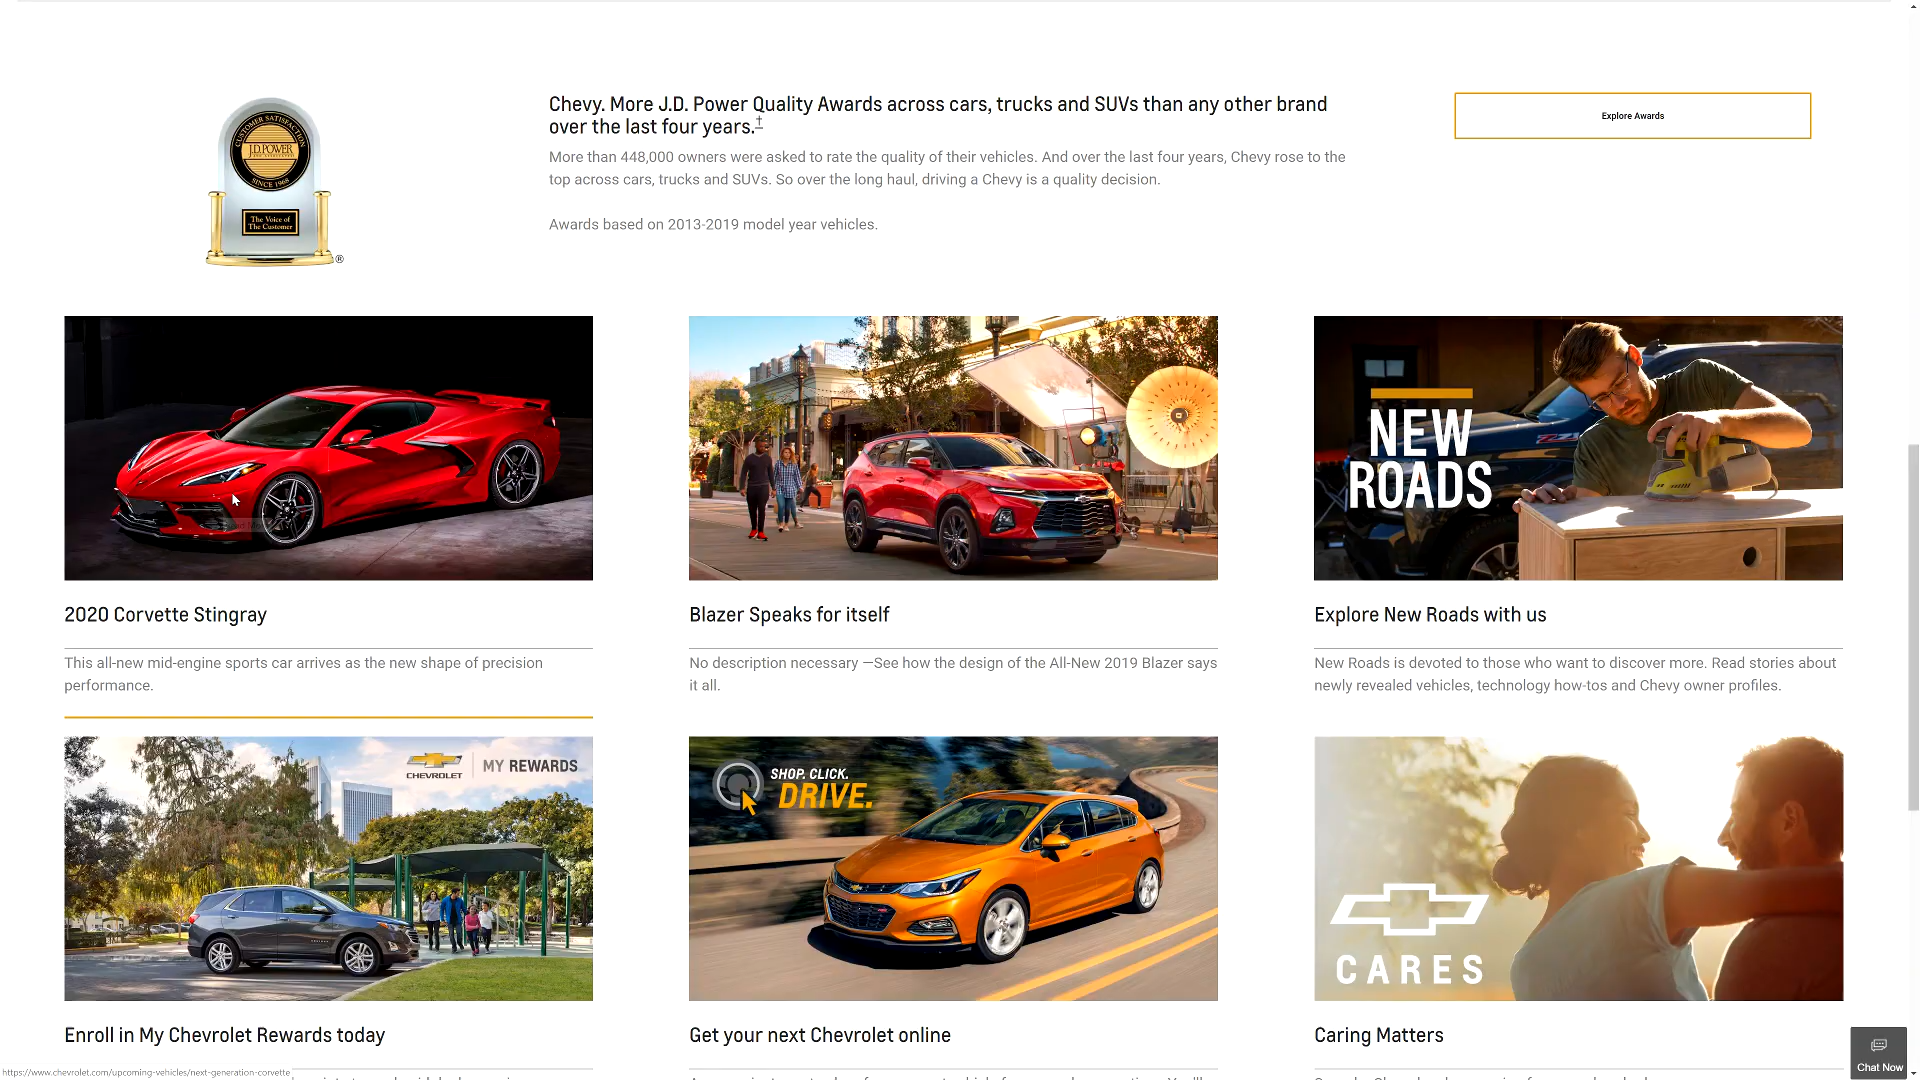 Chevy. More J.D. Power Quality Awards across cars, trucks and SUVs than any other brand
over the last four years.†
Explore Awards
More than 448,000 owners were asked to rate the quality of their vehicles. And over the last four years, Chevy rose to the
top across cars, trucks and SUVs. So over the long haul, driving a Chevy is a quality decision.
Awards based on 2013-2019 model year vehicles.
CUSTOMER SATISFACTION
J.D. POWER
AND ASSOCIATES
SINCE 1968
The Voice of
The Customer
®
NEW
ROADS
2020 Corvette Stingray
This all-new mid-engine sports car arrives as the new shape of precision
performance.
Blazer Speaks for itself
No description necessary —See how the design of the All-New 2019 Blazer says
it all.
Explore New Roads with us
New Roads is devoted to those who want to discover more. Read stories about
newly revealed vehicles, technology how-tos and Chevy owner profiles.
CHEVROLET
MY REWARDS
SHOP. CLICK.
DRIVE.
CARES
Enroll in My Chevrolet Rewards today
Get your next Chevrolet online
Caring Matters
Chat Now
https://www.chevrolet.com/upcoming-vehicles/next-generation-corvette